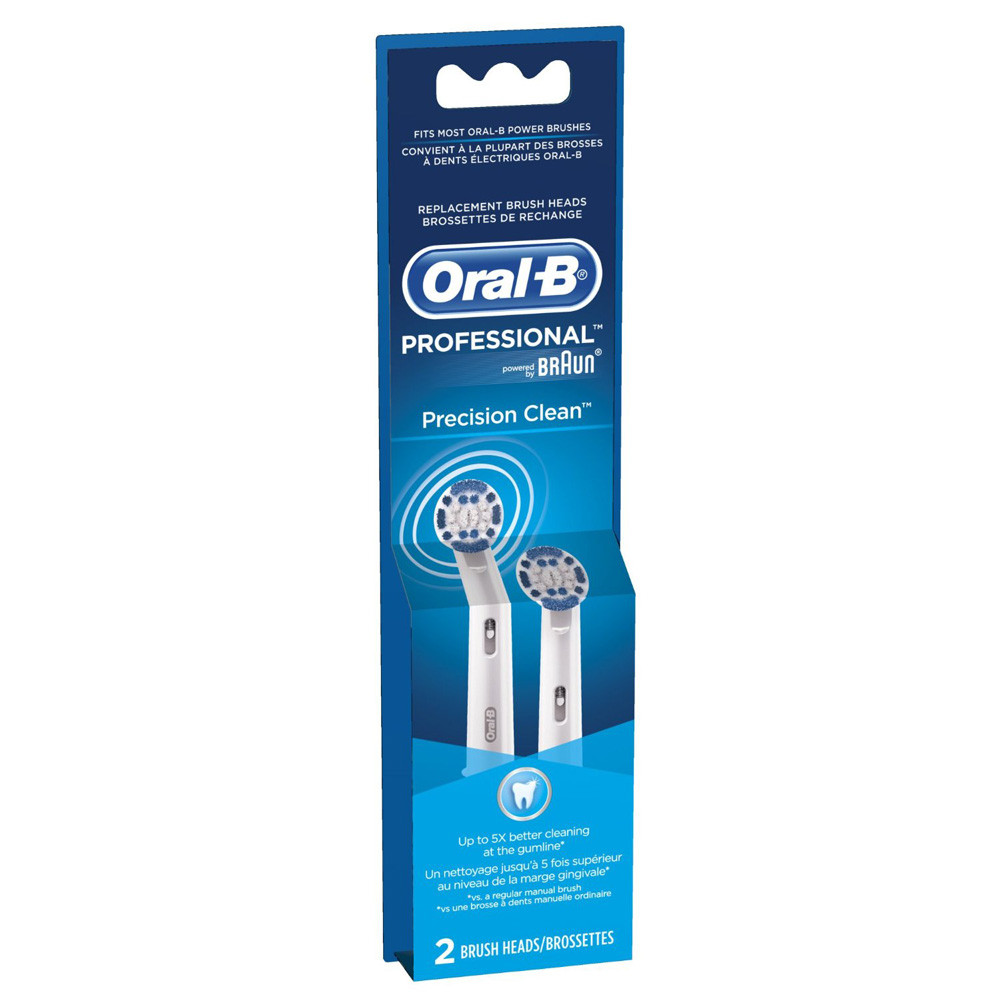 FITS MOST ORAL-B POWER BRUSHES
CONVIENT À LA PLUPART DES BROSSES
À DENTS ÉLECTRIQUES ORAL-B
REPLACEMENT BRUSH HEADS
BROSSETTES DE RECHANGE
Oral-B®
PROFESSIONAL™
powered
by BRAUN®
Precision Clean™
Oral-B
Up to 5X better cleaning
at the gumline*
Un nettoyage jusqu'à 5 fois supérieur
au niveau de la marge gingivale*
*vs. a regular manual brush
*vs une brosse à dents manuelle ordinaire
2 BRUSH HEADS/BROSSETTES